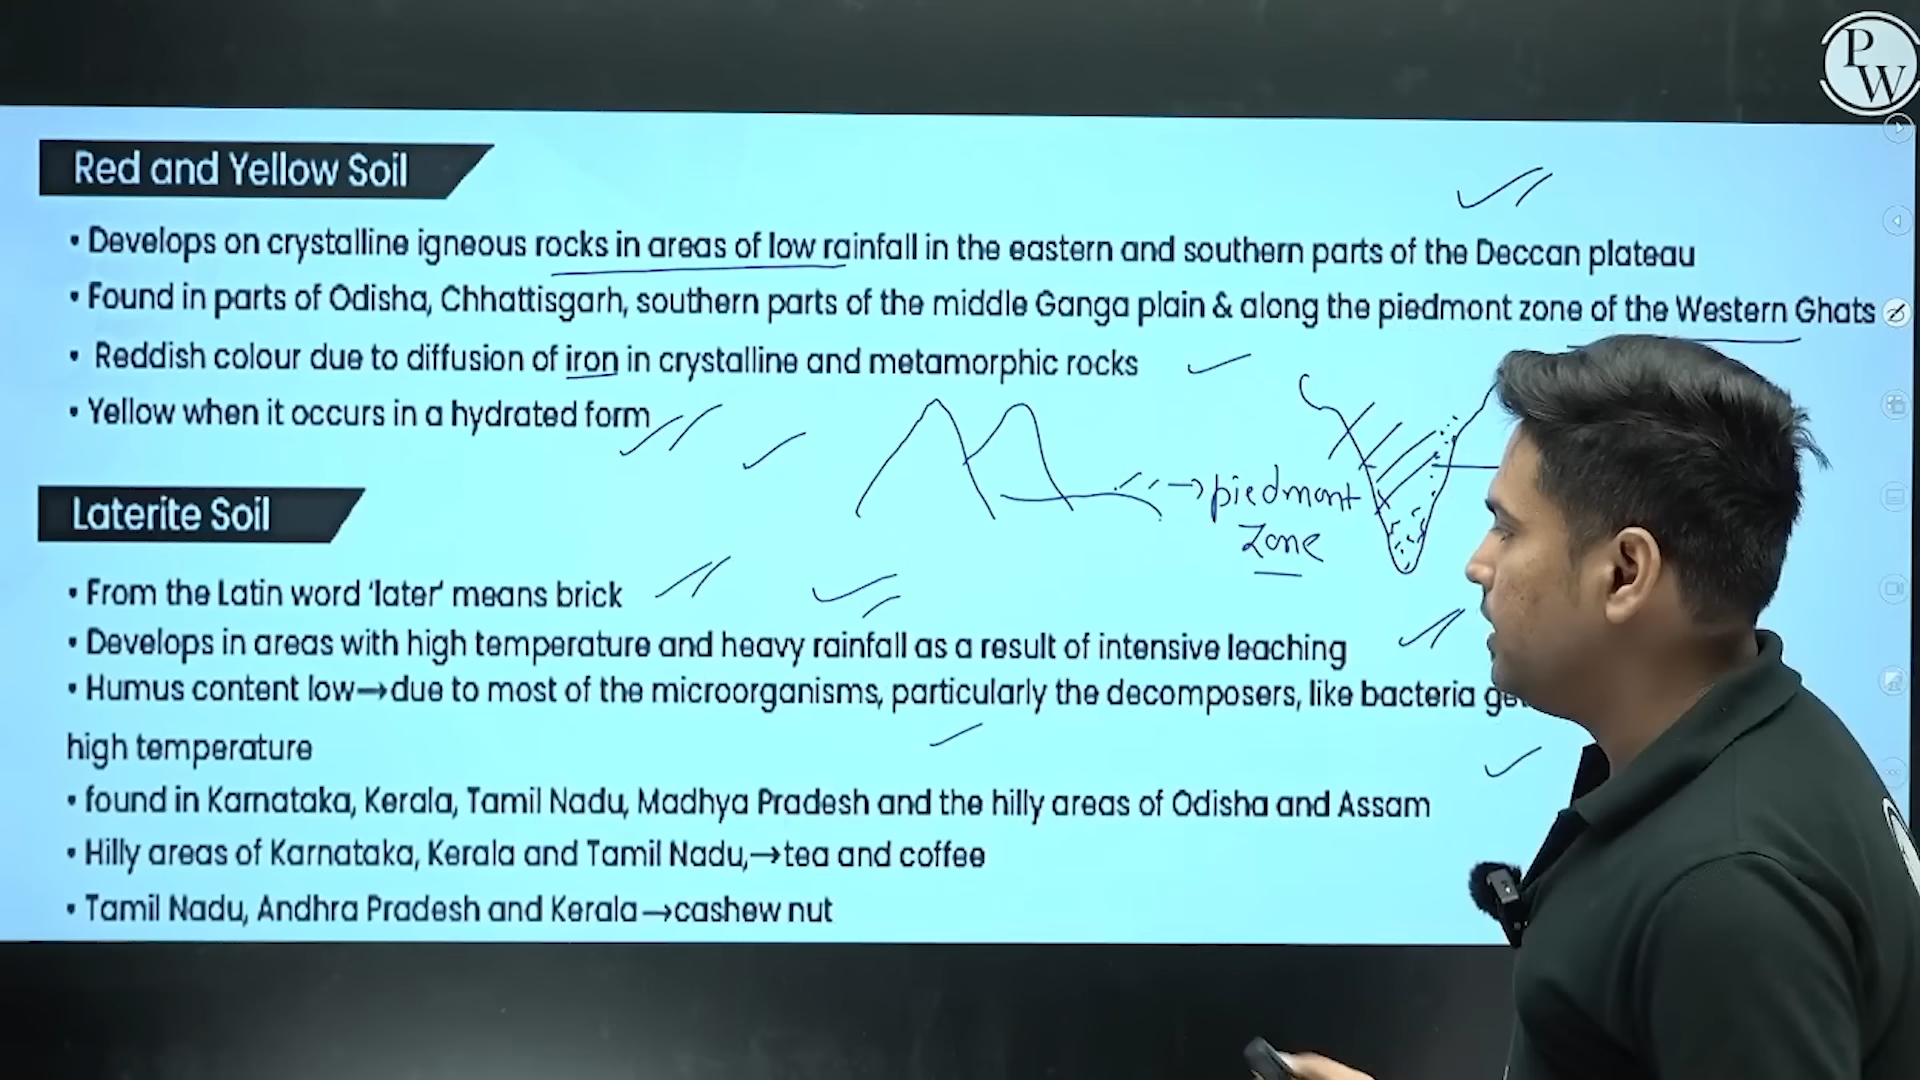 PW
Red and Yellow Soil
• Develops on crystalline igneous rocks in areas of low rainfall in the eastern and southern parts of the Deccan plateau
• Found in parts of Odisha, Chhattisgarh, southern parts of the middle Ganga plain & along the piedmont zone of the Western Ghats
• Reddish colour due to diffusion of iron in crystalline and metamorphic rocks
• Yellow when it occurs in a hydrated form
piedmont
zone
Laterite Soil
• From the Latin word ‘later’ means brick
• Develops in areas with high temperature and heavy rainfall as a result of intensive leaching
• Humus content low→due to most of the microorganisms, particularly the decomposers, like bacteria
high temperature
• found in Karnataka, Kerala, Tamil Nadu, Madhya Pradesh and the hilly areas of Odisha and Assam
• Hilly areas of Karnataka, Kerala and Tamil Nadu,→tea and coffee
• Tamil Nadu, Andhra Pradesh and Kerala→cashew nut